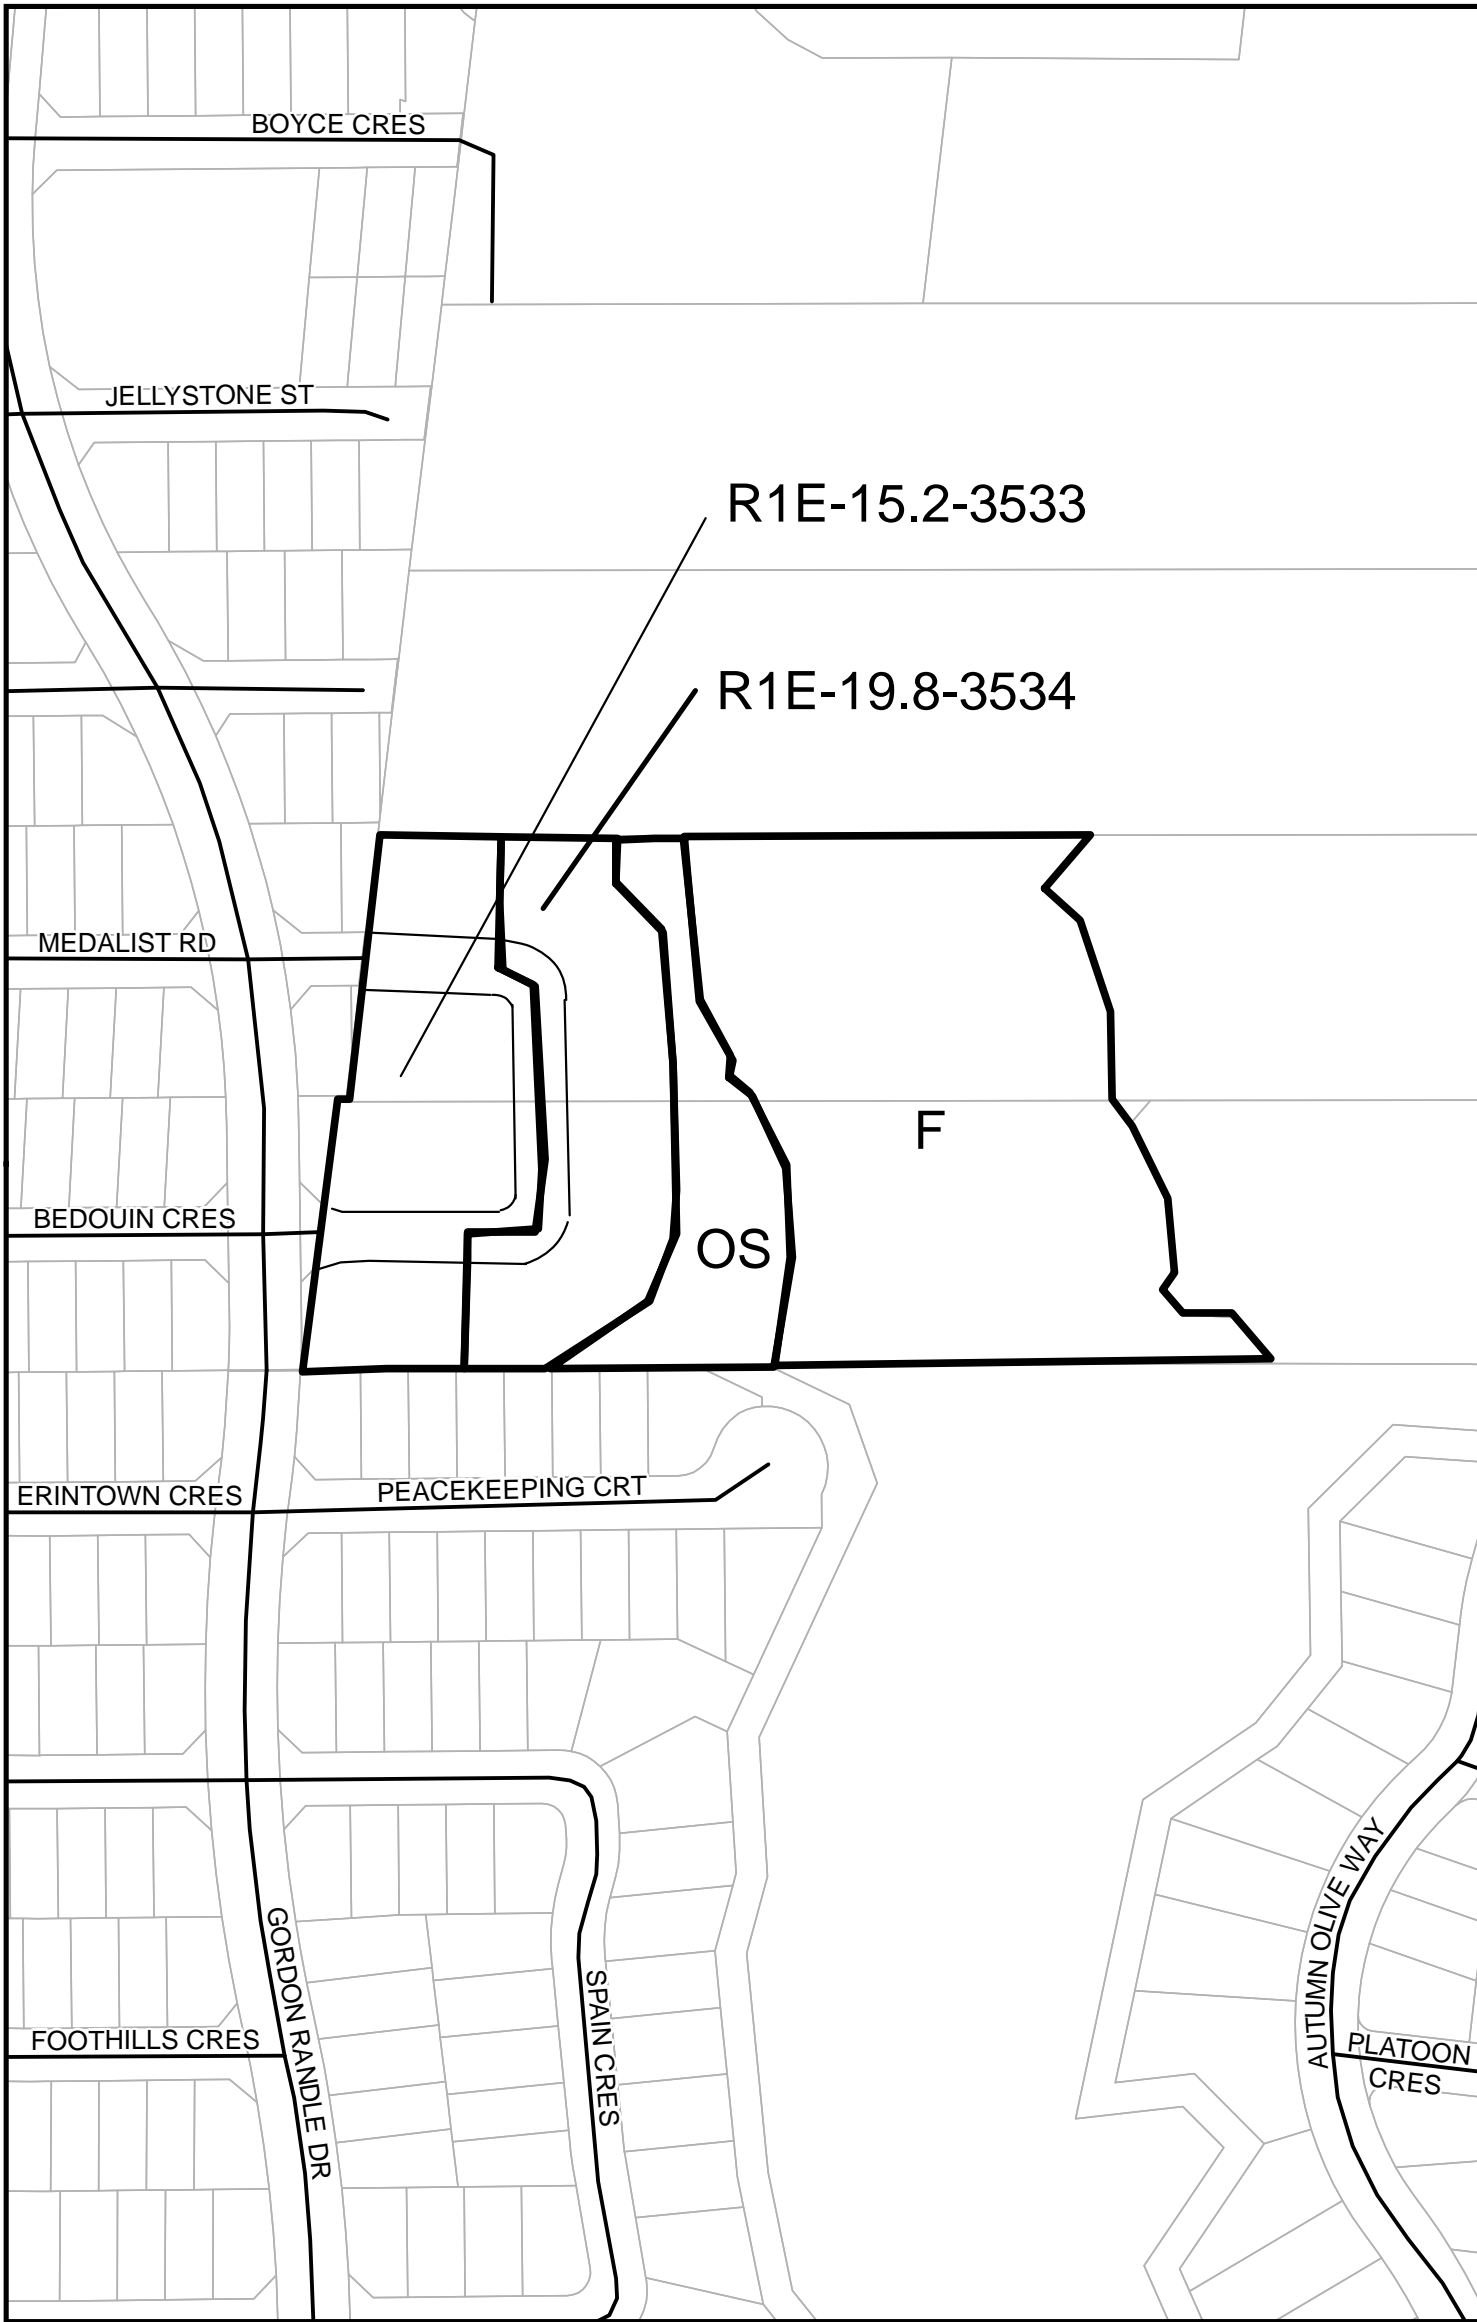 BOYCE CRES
JELLYSTONE ST
R1E-15.2-3533
R1E-19.8-3534
MEDALIST RD
F
BEDOUIN CRES
OS
ERINTOWN CRES
PEACEKEEPING CRT
AUTUMN OLIVE WAY
GORDON RANDLE DR
SPAIN CRES
FOOTHILLS CRES
PLATOON
CRES